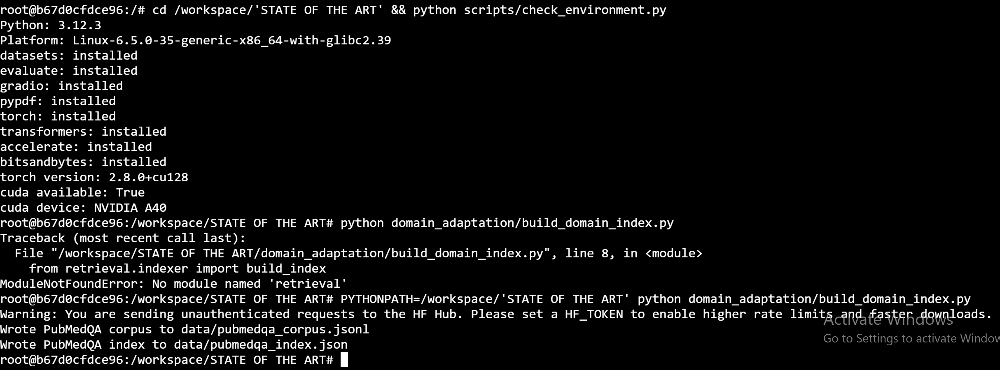 root@b67d0cfdce96:/# cd /workspace/'STATE OF THE ART' && python scripts/check_environment.py
Python: 3.12.3
Platform: Linux-6.5.0-35-generic-x86_64-with-glibc2.39
datasets: installed
evaluate: installed
gradio: installed
pypdf: installed
torch: installed
transformers: installed
accelerate: installed
bitsandbytes: installed
torch version: 2.8.0+cu128
cuda available: True
cuda device: NVIDIA A40
root@b67d0cfdce96:/workspace/STATE OF THE ART# python domain_adaptation/build_domain_index.py
Traceback (most recent call last):
  File "/workspace/STATE OF THE ART/domain_adaptation/build_domain_index.py", line 8, in <module>
    from retrieval.indexer import build_index
ModuleNotFoundError: No module named 'retrieval'
root@b67d0cfdce96:/workspace/STATE OF THE ART# PYTHONPATH=/workspace/'STATE OF THE ART' python domain_adaptation/build_domain_index.py
Warning: You are sending unauthenticated requests to the HF Hub. Please set a HF_TOKEN to enable higher rate limits and faster downloads.
Wrote PubMedQA corpus to data/pubmedqa_corpus.jsonl
Wrote PubMedQA index to data/pubmedqa_index.json
root@b67d0cfdce96:/workspace/STATE OF THE ART#
Activate Windows
Go to Settings to activate Window